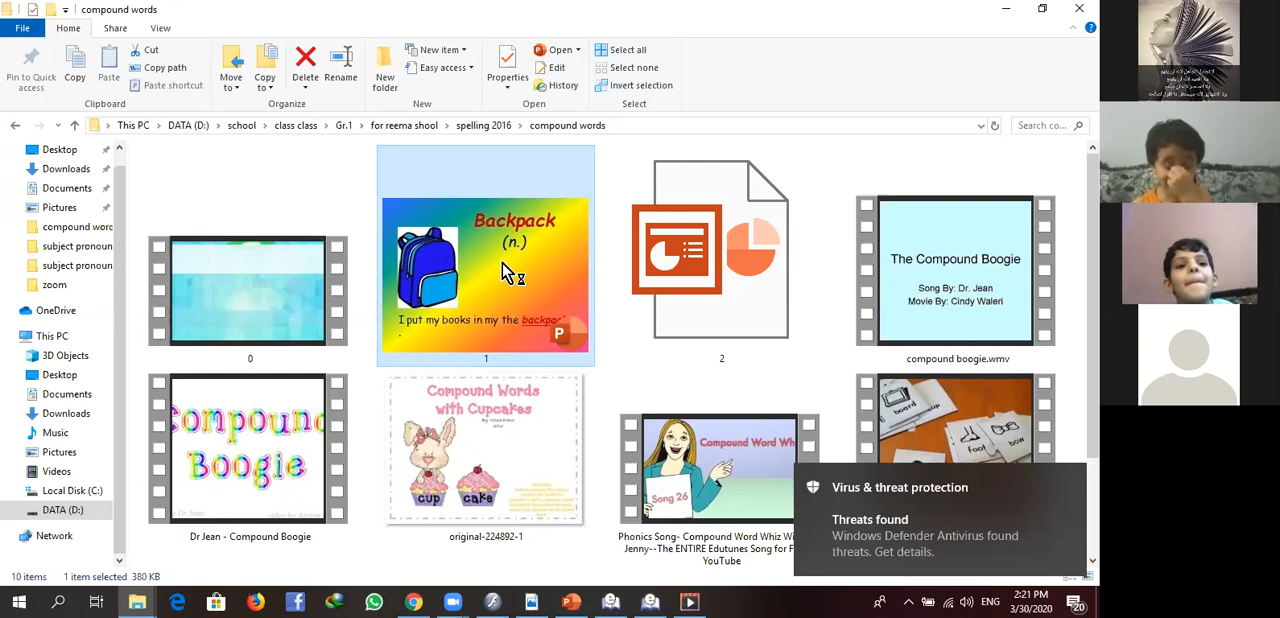 compound words
File
Home
Share
View
Pin to Quick
access
Copy
Paste
Cut
Copy path
Paste shortcut
Clipboard
Move
to
Copy
to
Delete
Rename
Organize
New
folder
New item
Easy access
New
Properties
Open
Edit
History
Open
Select all
Select none
Invert selection
Select
This PC > DATA (D:) > school > class class > Gr.1 > for reema shool > spelling 2016 > compound words
Search co...
Desktop
Downloads
Documents
Pictures
compound word
subject pronoun
subject pronoun
zoom
OneDrive
This PC
3D Objects
Desktop
Documents
Downloads
Music
Pictures
Videos
Local Disk (C:)
DATA (D:)
Network
0
Backpack
(n.)
I put my books in my the backpac
.
P
1
2
The Compound Boogie
Song By: Dr. Jean
Movie By: Cindy Waleri
compound boogie.wmv
Compound
Boogie
Dr Jean - Compound Boogie
Compound Words
with Cupcakes
cup
cake
original-224892-1
Compound Word Wh
Song 26
Phonics Song- Compound Word Whiz Wi
Jenny--The ENTIRE Edutunes Song for F
YouTube
board
cup
foot
bow
Virus & threat protection
Threats found
Windows Defender Antivirus found
threats. Get details.
10 items
1 item selected 380 KB
ENG
2:21 PM
3/30/2020
20